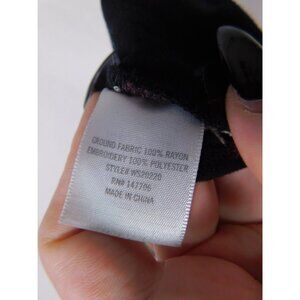 GROUND FABRIC 100% RAYON
EMBROIDERY 100% POLYESTER
STYLE# WS20220
RN# 147796
MADE IN CHINA